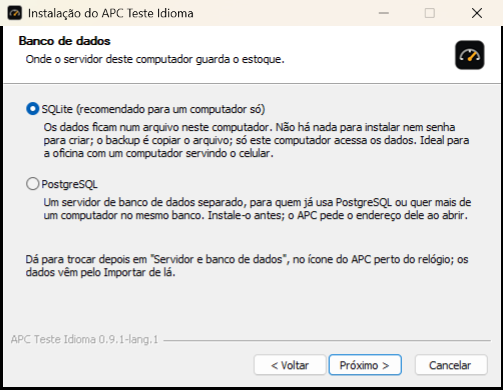 Instalação do APC Teste Idioma
Banco de dados
Onde o servidor deste computador guarda o estoque.
SQLite (recomendado para um computador só)
Os dados ficam num arquivo neste computador. Não há nada para instalar nem senha
para criar; o backup é copiar o arquivo; só este computador acessa os dados. Ideal para
a oficina com um computador servindo o celular.
PostgreSQL
Um servidor de banco de dados separado, para quem já usa PostgreSQL ou quer mais de
um computador no mesmo banco. Instale-o antes; o APC pede o endereço dele ao abrir.
Dá para trocar depois em "Servidor e banco de dados", no ícone do APC perto do relógio; os
dados vêm pelo Importar de lá.
APC Teste Idioma 0.9.1-lang.1
< Voltar
Próximo >
Cancelar